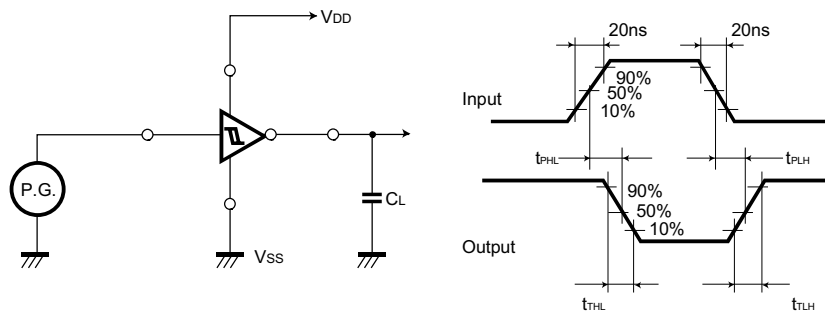 VDD
P.G.
VSS
CL
20ns 20ns
Input
90%
50%
10%
tPHL tPLH
90%
50%
10%
Output
tTHL tTLH